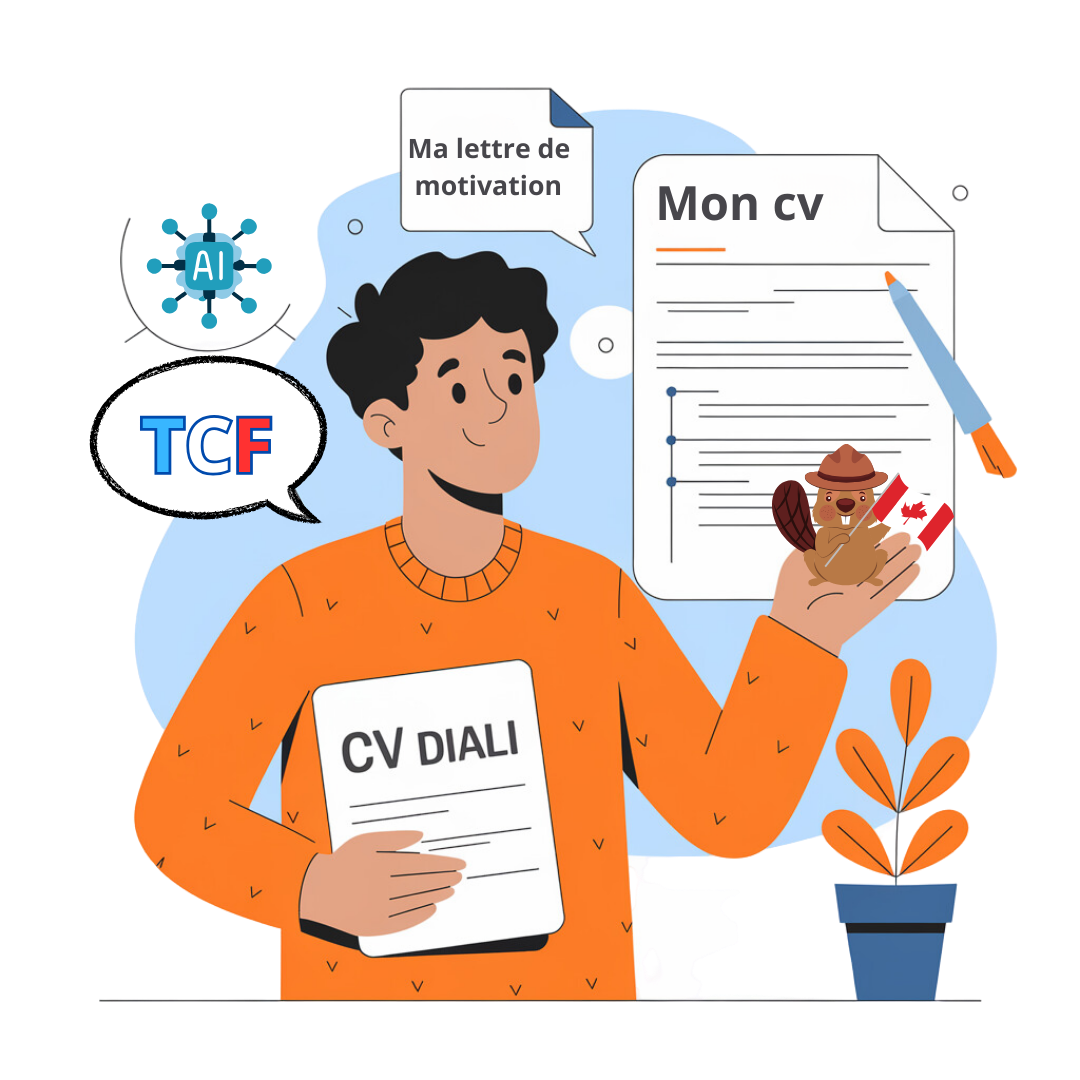 Ma lettre de
motivation
Mon cv
AI
TCF
CV DIALI